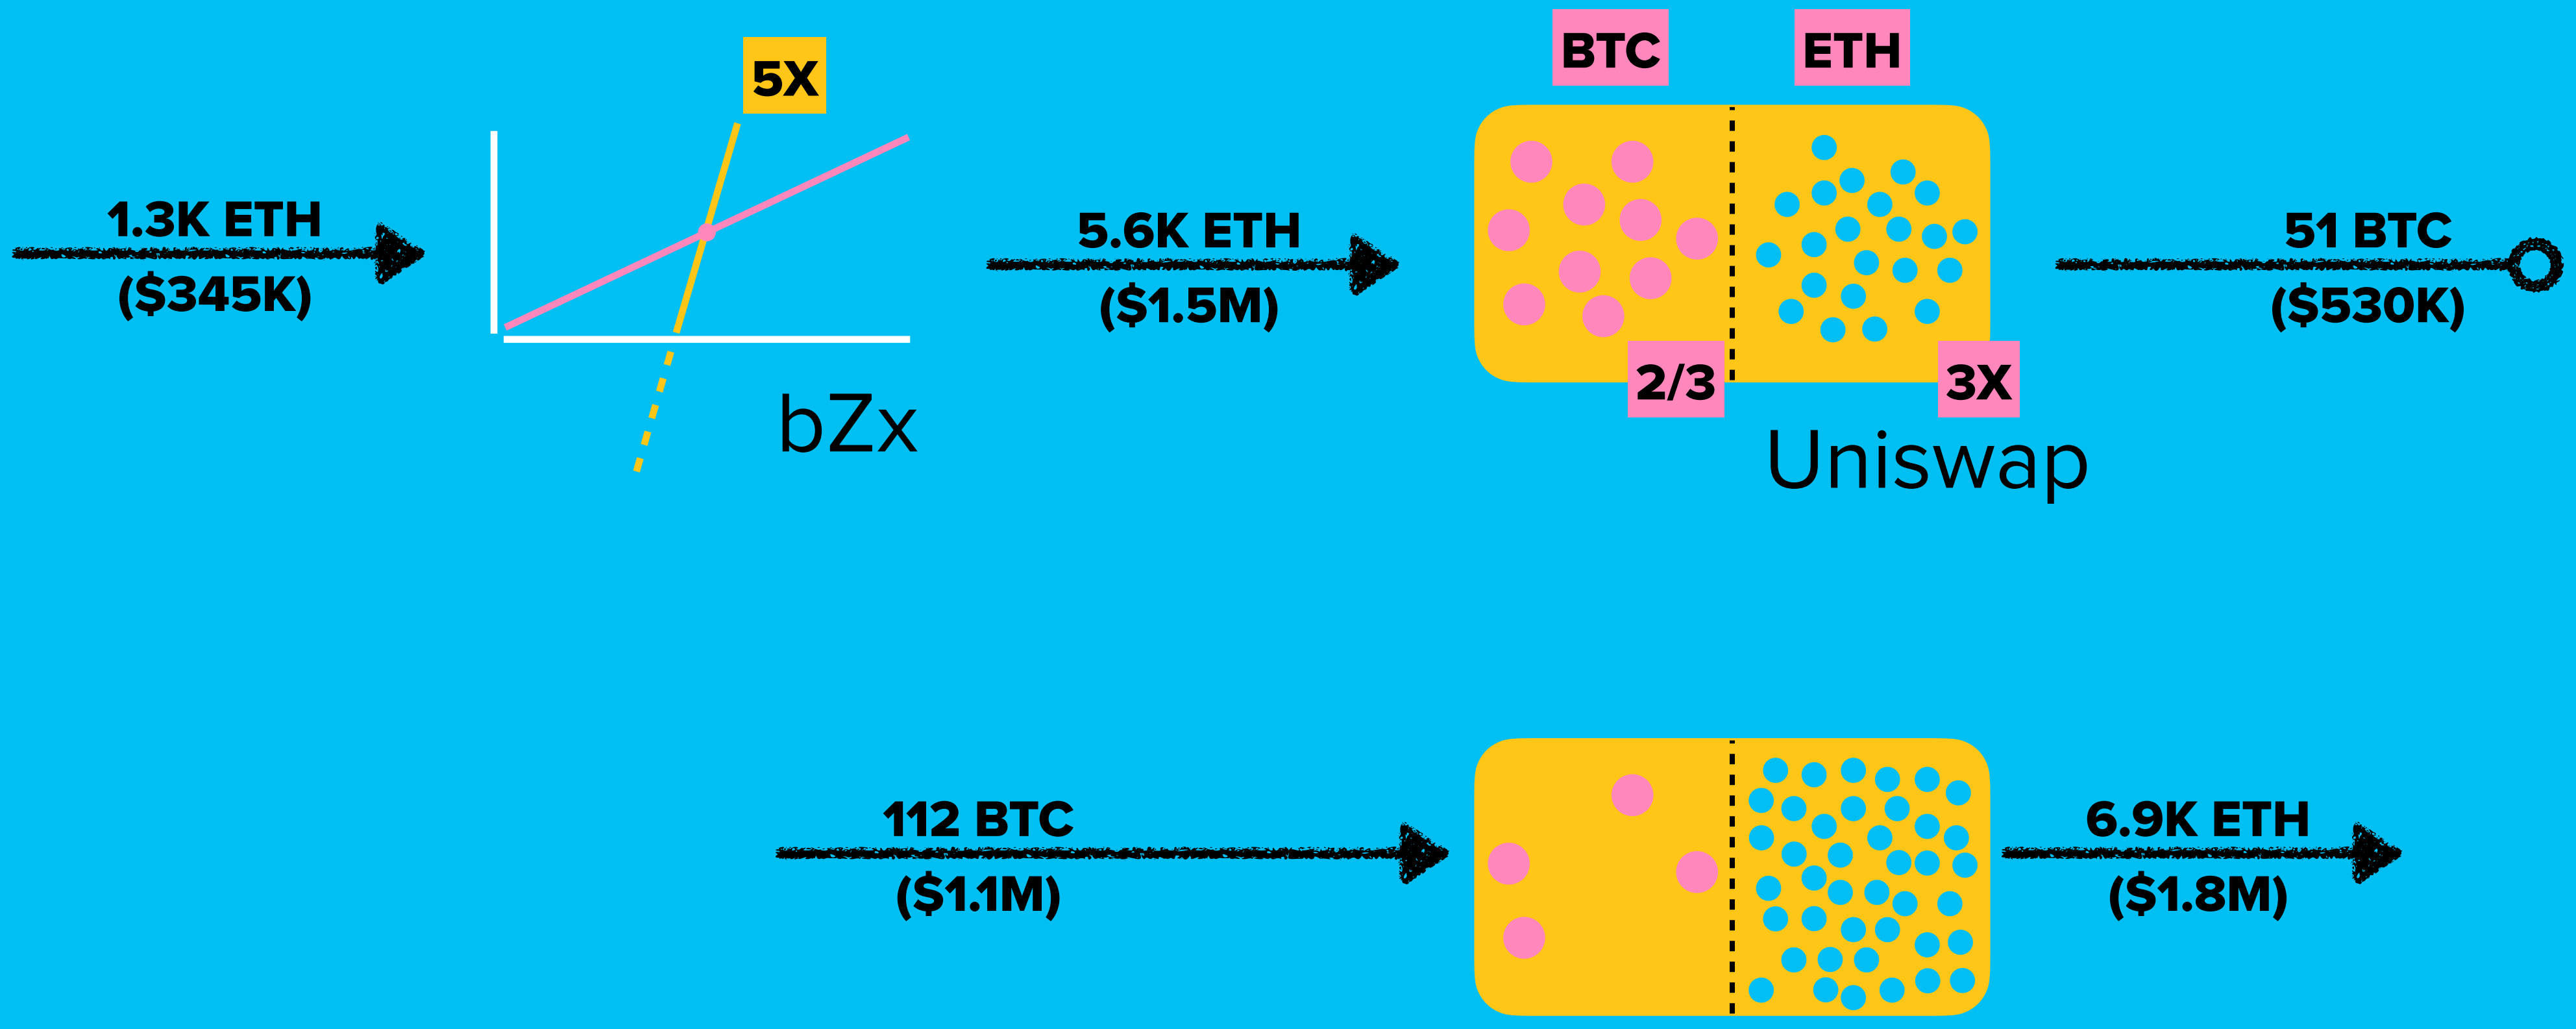 BTC
ETH
5X
1.3K ETH
($345K)
5.6K ETH
($1.5M)
51 BTC
($530K)
2/3
3X
bZx
Uniswap
112 BTC
($1.1M)
6.9K ETH
($1.8M)